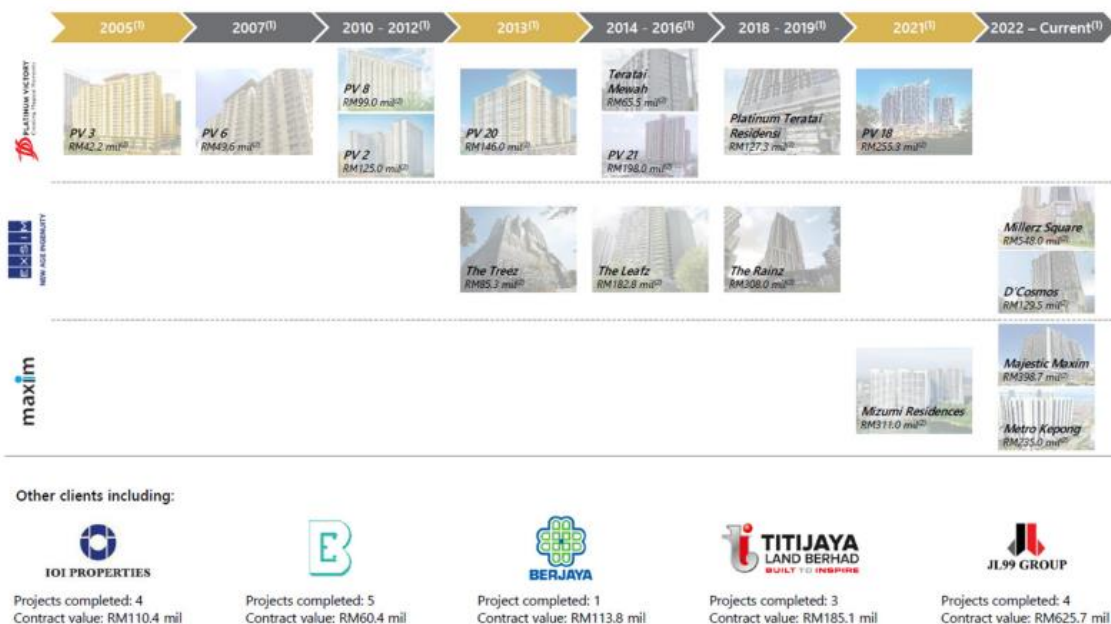 2005(1)
2007(1)
2010 - 2012(1)
2013(1)
2014 - 2016(1)
2018 - 2019(1)
2021(1)
2022 – Current(1)
PLATINUM VICTORY
PV 3
RM42.2 mil(2)
PV 6
RM49.6 mil(2)
PV 8
RM99.0 mil(2)
PV 2
RM125.0 mil(2)
PV 20
RM146.0 mil(2)
Teratai
Mewah
RM65.5 mil(2)
PV 21
RM198.0 mil(2)
Platinum Teratai
Residensi
RM127.3 mil(2)
PV 18
RM255.3 mil(2)
EXSIM
NEW AGE INGENUITY
The Treez
RM85.3 mil(2)
The Leafz
RM182.8 mil(2)
The Rainz
RM308.0 mil(2)
Millerz Square
RM548.0 mil(2)
D'Cosmos
RM129.5 mil(2)
maxim
Mizumi Residences
RM311.0 mil(2)
Majestic Maxim
RM398.7 mil(2)
Metro Kepong
RM235.0 mil(2)
Other clients including:
IOI PROPERTIES
Projects completed: 4
Contract value: RM110.4 mil
B
Projects completed: 5
Contract value: RM60.4 mil
BERJAYA
Projects completed: 1
Contract value: RM113.8 mil
TITIJAYA
LAND BERHAD
BUILT TO INSPIRE
Projects completed: 3
Contract value: RM185.1 mil
JL99 GROUP
Projects completed: 4
Contract value: RM625.7 mil